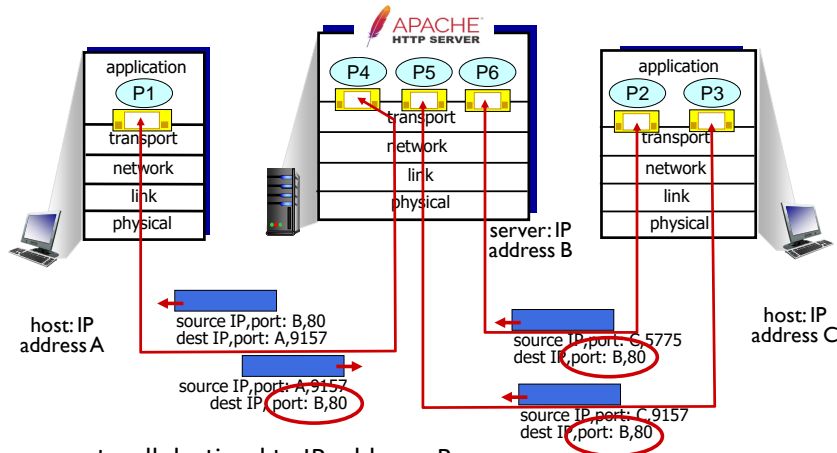 APACHE
HTTP SERVER
application
P1
transport
network
link
physical
P4
P5
P6
transport
network
link
physical
application
P2
P3
transport
network
link
physical
server: IP
address B
host: IP
address A
host: IP
address C
source IP,port: B,80
dest IP,port: A,9157
source IP,port: A,9157
dest IP, port: B,80
source IP,port: C,5775
dest IP,port: B,80
source IP,port: C,9157
dest IP,port: B,80